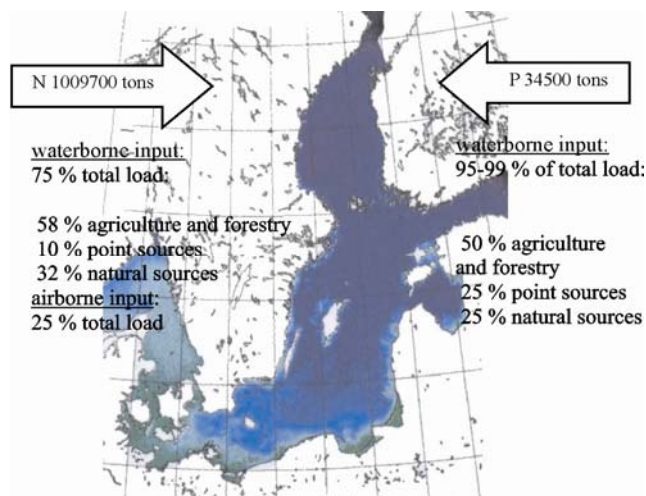 N 1009700 tons
P 34500 tons
waterborne input:
75 % total load:
58 % agriculture and forestry
10 % point sources
32 % natural sources
airborne input:
25 % total load
waterborne input:
95-99 % of total load:
50 % agriculture
and forestry
25 % point sources
25 % natural sources